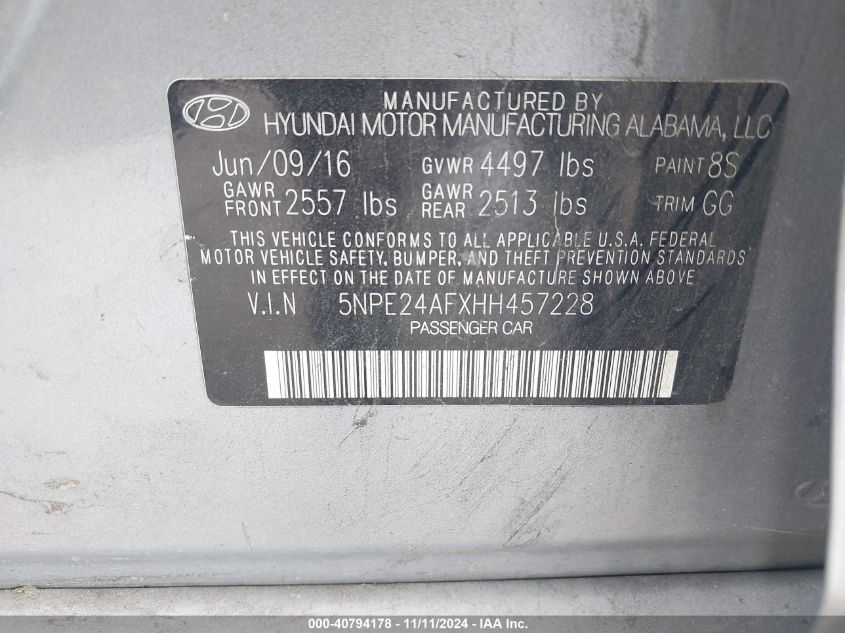 MANUFACTURED BY
HYUNDAI MOTOR MANUFACTURING ALABAMA, LLC
Jun/09/16 GVWR 4497 lbs PAINT 8S
GAWR FRONT 2557 lbs GAWR REAR 2513 lbs TRIM GG
THIS VEHICLE CONFORMS TO ALL APPLICABLE U.S.A. FEDERAL
MOTOR VEHICLE SAFETY, BUMPER, AND THEFT PREVENTION STANDARDS
IN EFFECT ON THE DATE OF MANUFACTURE SHOWN ABOVE
V.I.N 5NPE24AFXHH457228
PASSENGER CAR
000-40794178 - 11/11/2024 - IAA Inc.